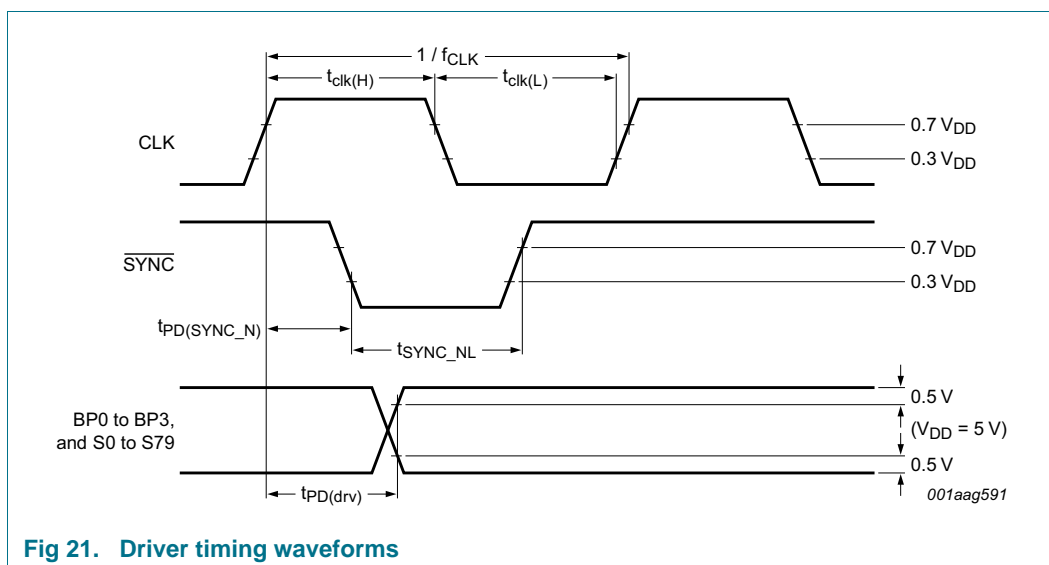 1 / fCLK
tclk(H)
tclk(L)
CLK
0.7 VDD
0.3 VDD
SYNC
0.7 VDD
0.3 VDD
tPD(SYNC_N)
tSYNC_NL
BP0 to BP3,
and S0 to S79
0.5 V
(VDD = 5 V)
0.5 V
tPD(drv)
001aag591
Fig 21. Driver timing waveforms